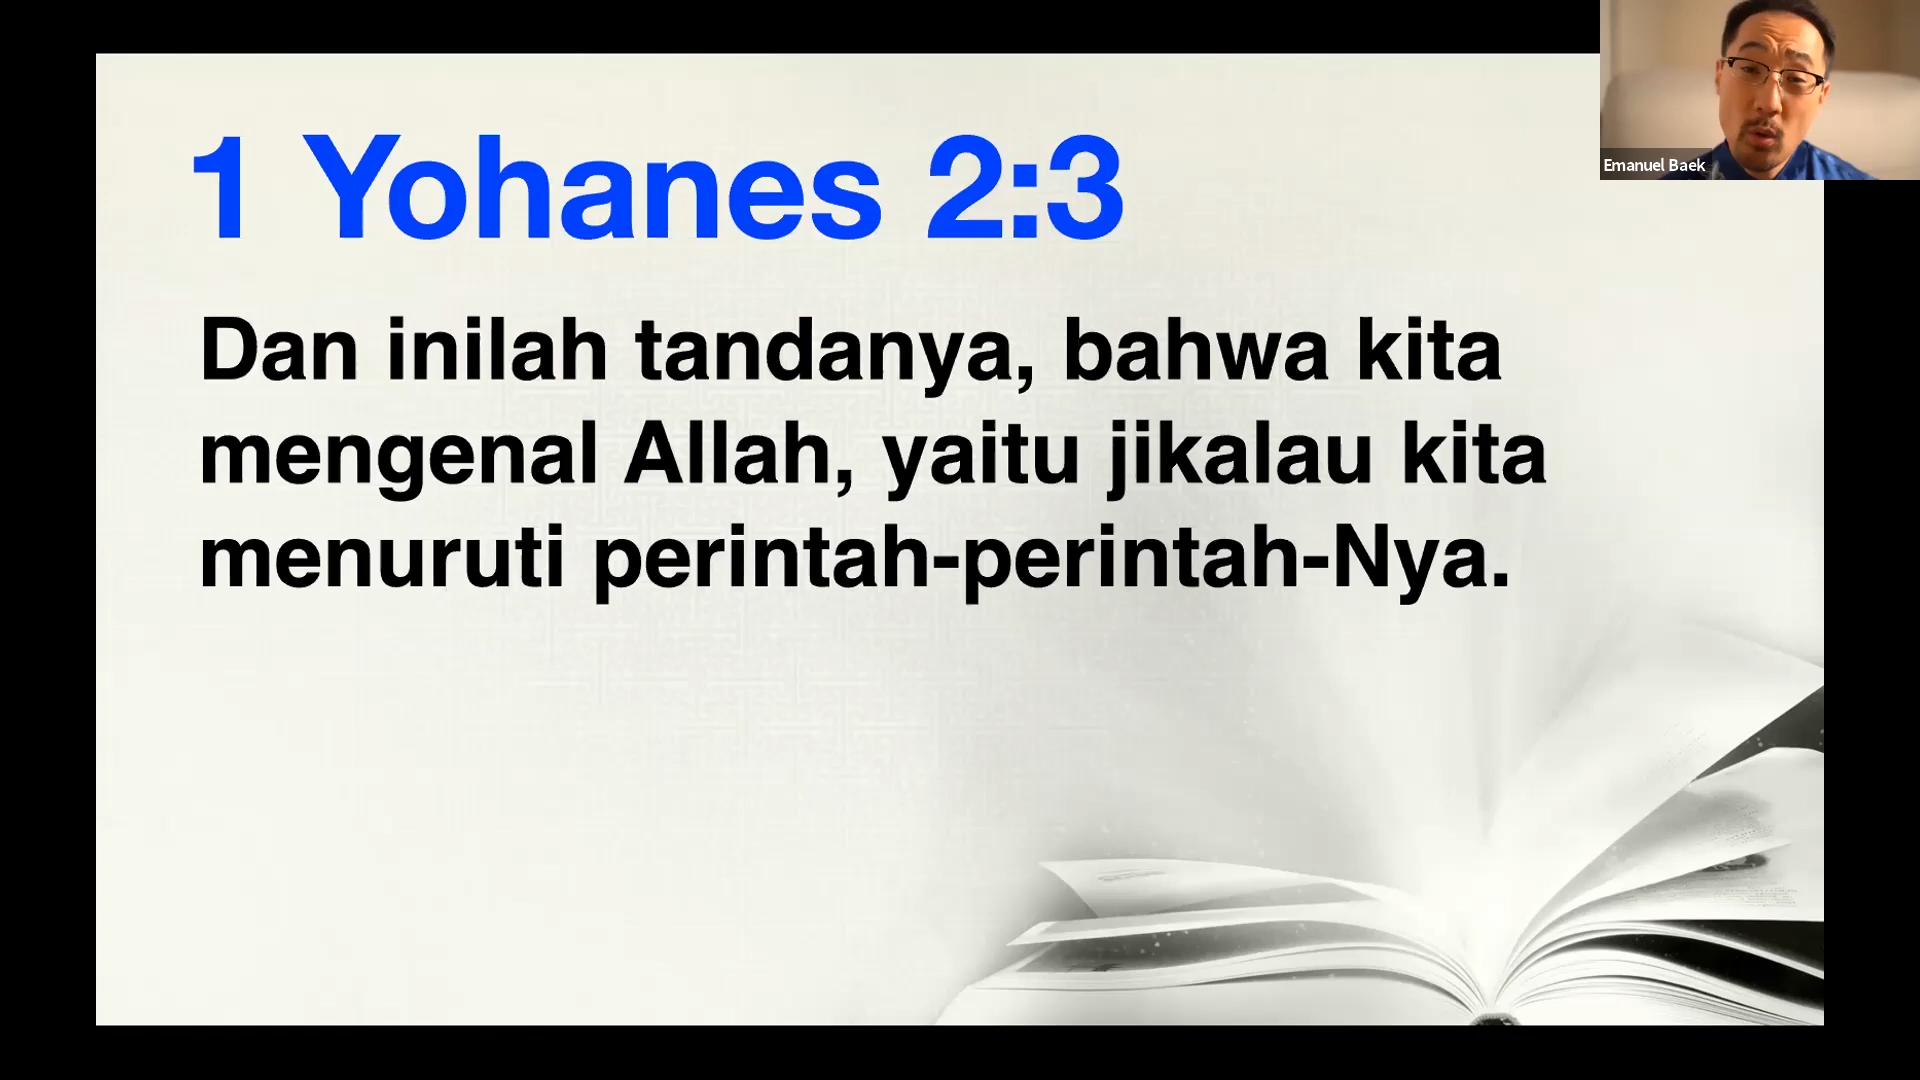 1 Yohanes 2:3
Dan inilah tandanya, bahwa kita
mengenal Allah, yaitu jikalau kita
menuruti perintah-perintah-Nya.
Emanuel Baek